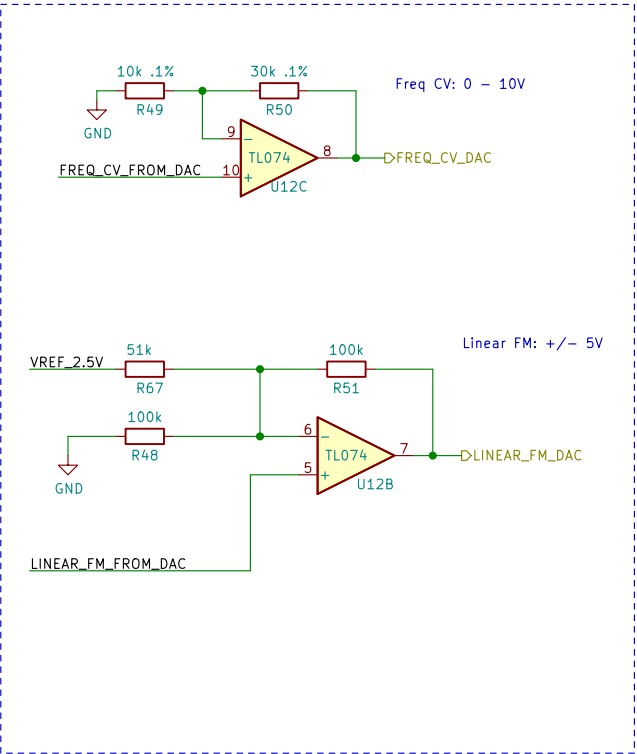 10k .1%
30k .1%
Freq CV: 0 – 10V
R49
R50
GND
9
8
TL074
FREQ_CV_DAC
FREQ_CV_FROM_DAC
10
U12C
Linear FM: +/– 5V
51k
100k
VREF_2.5V
R67
R51
100k
6
7
R48
TL074
LINEAR_FM_DAC
5
GND
U12B
LINEAR_FM_FROM_DAC